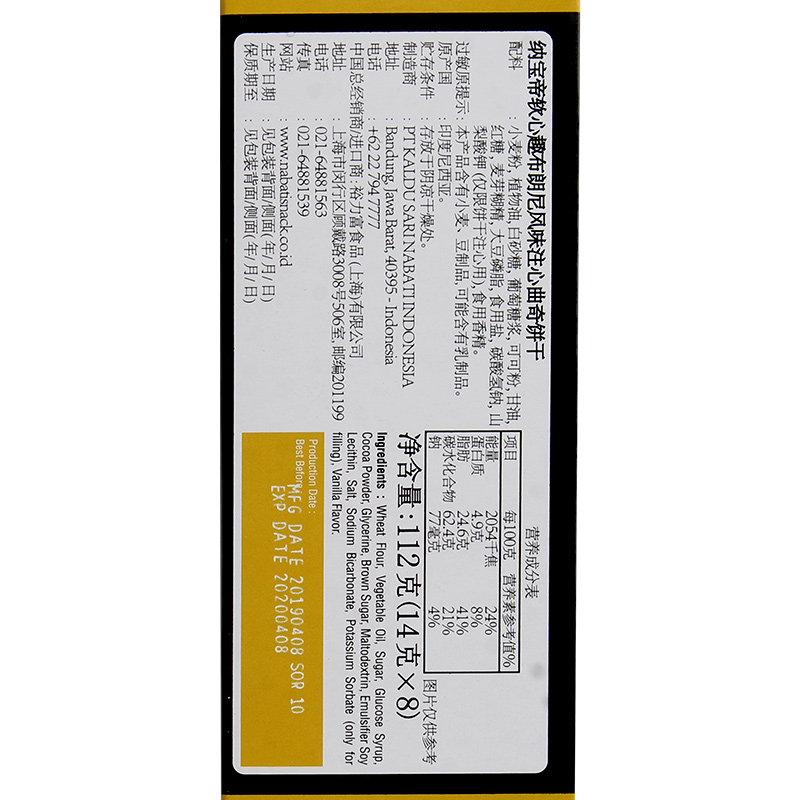 纳宝帝软心趣布朗尼风味注心曲奇饼干
配料：小麦粉, 植物油, 白砂糖, 葡萄糖浆, 可可粉, 甘油,
红糖, 麦芽糊精, 大豆磷脂, 食用盐, 碳酸氢钠, 山
梨酸钾 (仅限饼干注心用), 食用香精。
过敏原提示：本产品含有小麦、豆制品, 可能含有乳制品。
原产国：印度尼西亚。
贮存条件：存放于阴凉干燥处。
制造商：PT KALDU SARI NABATI INDONESIA
地址：Bandung, Jawa Barat, 40395 - Indonesia
电话：+62 22 794 7777
中国总经销商/进口商：裕力富食品(上海)有限公司
地址：上海市闵行区顾戴路3008号506室, 邮编201199
电话：021-64881563
传真：021-64881539
网站：www.nabatisnack.co.id
生产日期：见包装背面/侧面(年/月/日)
保质期至：见包装背面/侧面(年/月/日)
营养成分表
项目 每100克 营养素参考值%
能量 2054千焦 24%
蛋白质 4.9克 8%
脂肪 24.6克 41%
碳水化合物 62.4克 21%
钠 77毫克 4%
图片仅供参考
净含量：112克(14克×8)
Ingredients : Wheat Flour, Vegetable Oil, Sugar, Glucose Syrup,
Cocoa Powder, Glycerine, Brown Sugar, Maltodextrin, Emulsifier Soy
Lecithin, Salt, Sodium Bicarbonate, Potassium Sorbate (only for
filling), Vanilla Flavor.
Production Date :
Best Before
MFG DATE 20190408 SOR 10
EXP DATE 20200408